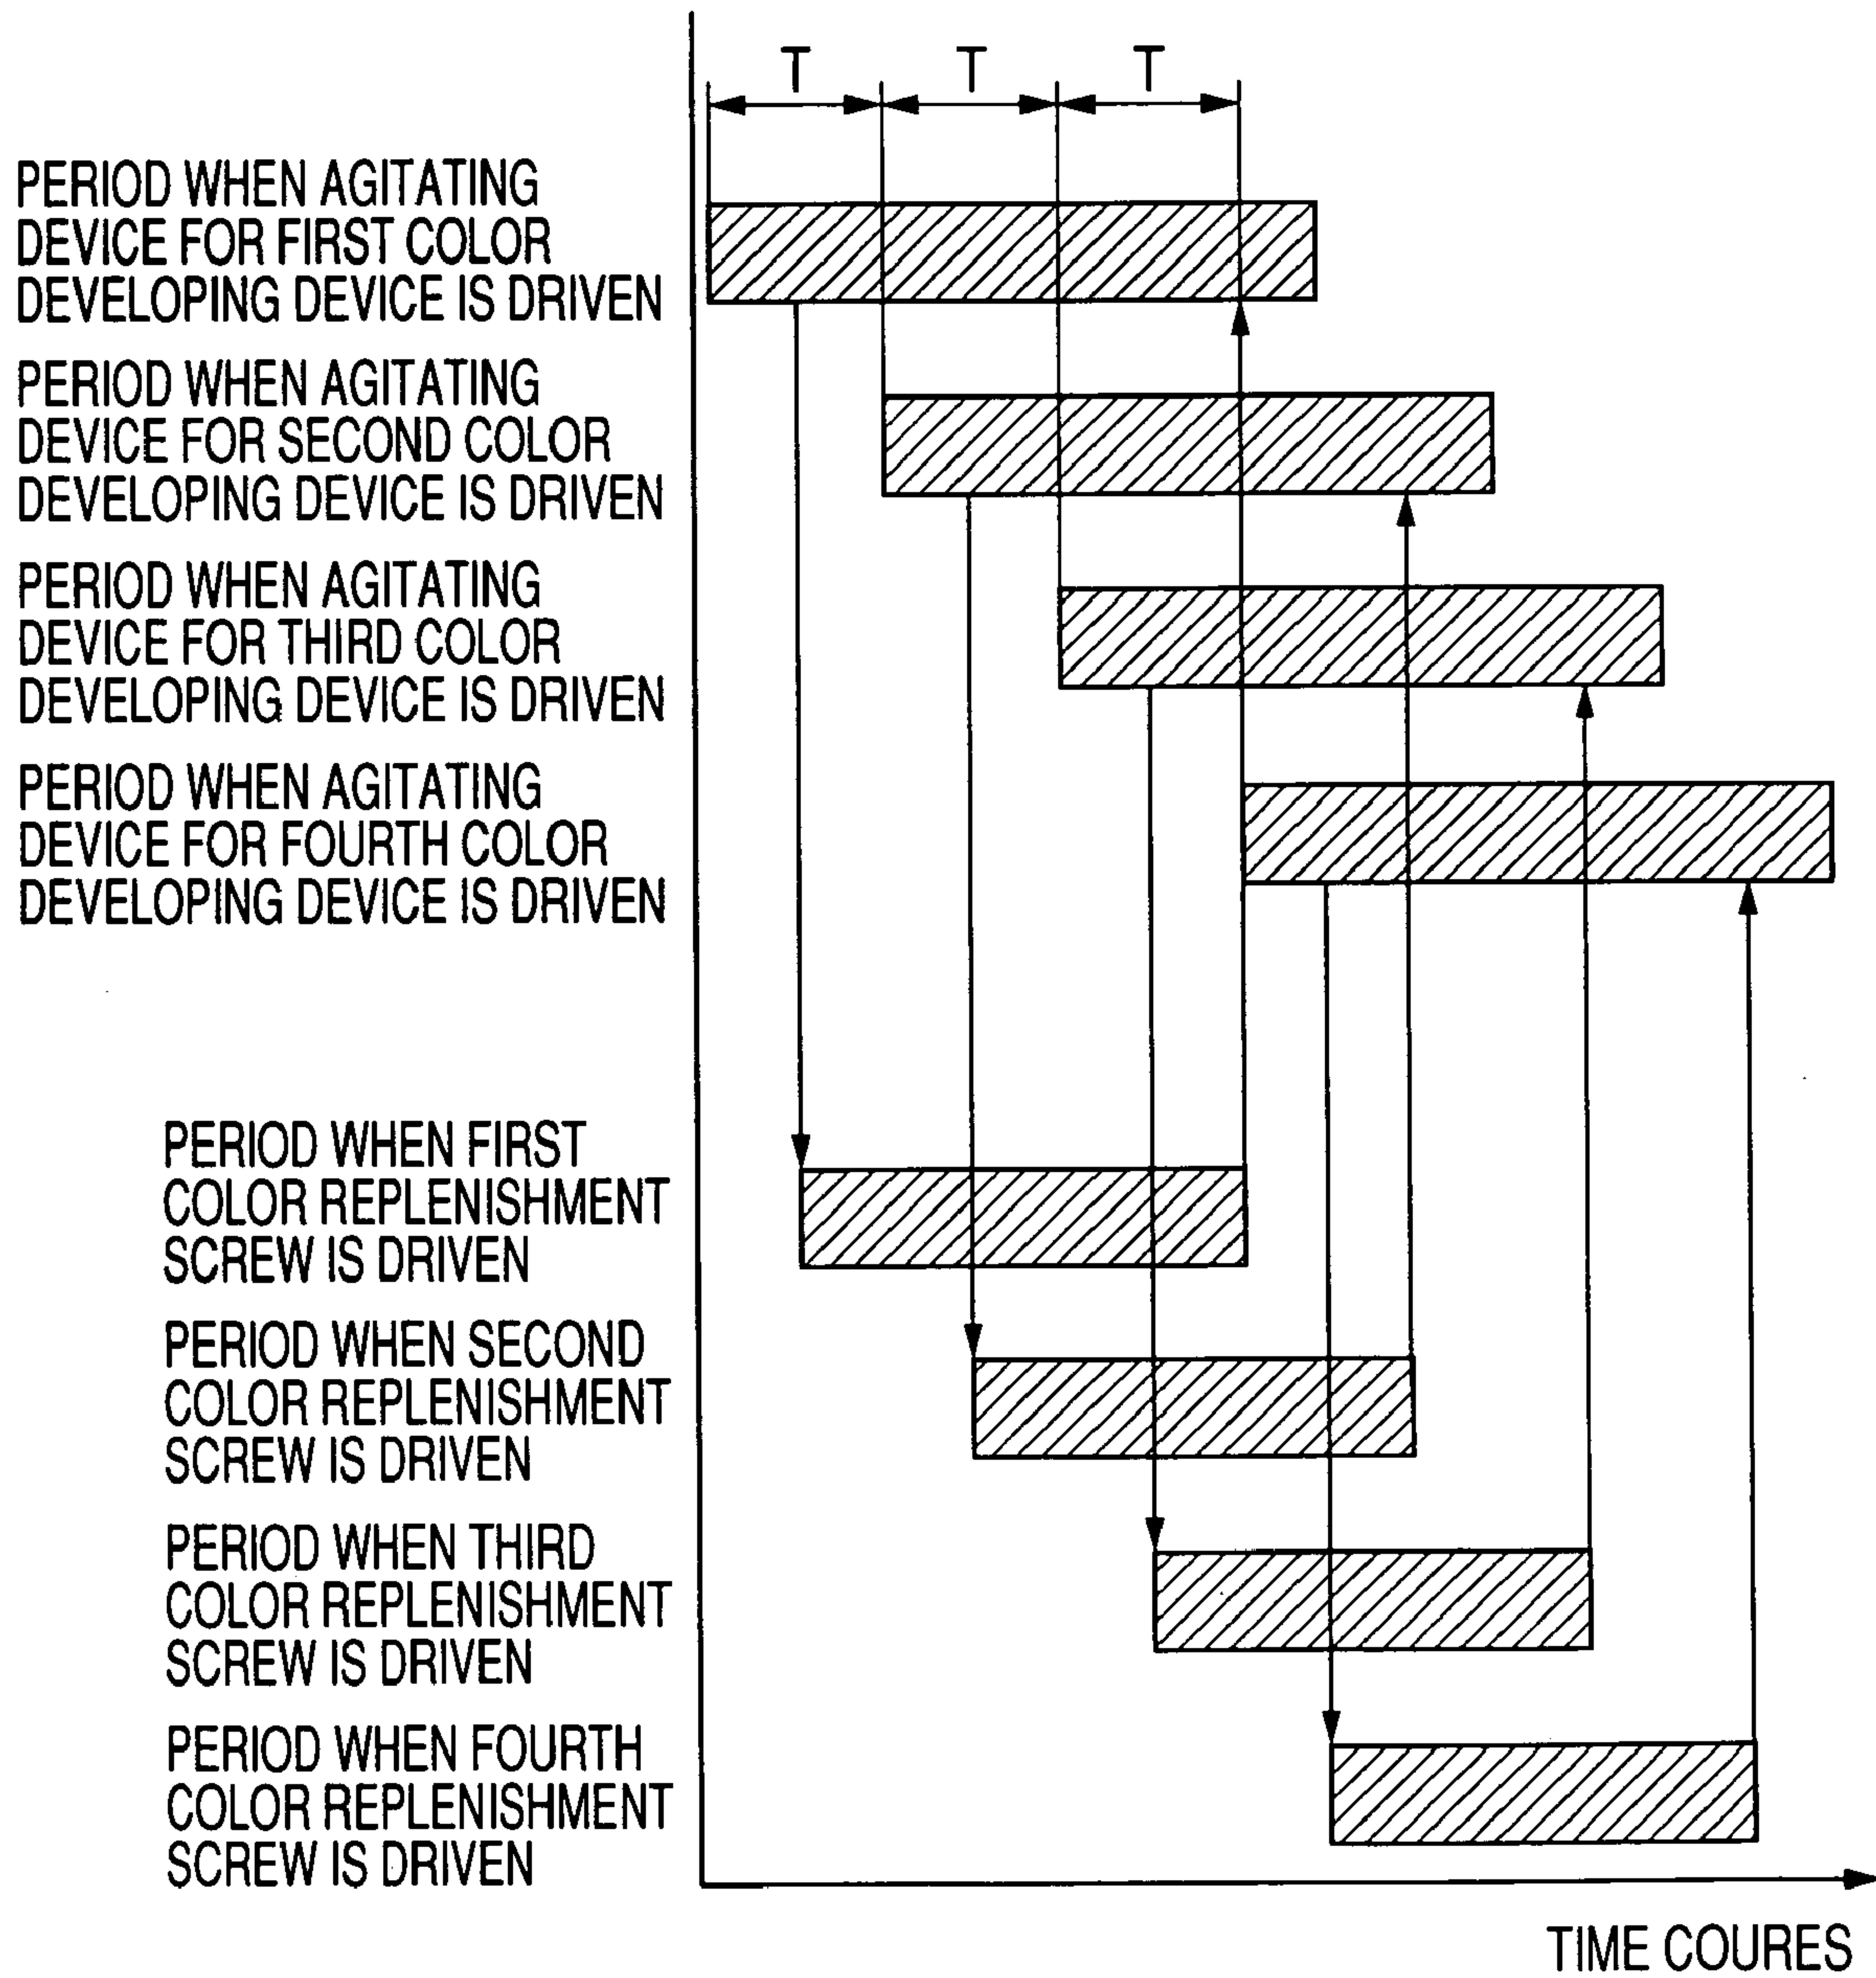 T T T
PERIOD WHEN AGITATING
DEVICE FOR FIRST COLOR
DEVELOPING DEVICE IS DRIVEN
PERIOD WHEN AGITATING
DEVICE FOR SECOND COLOR
DEVELOPING DEVICE IS DRIVEN
PERIOD WHEN AGITATING
DEVICE FOR THIRD COLOR
DEVELOPING DEVICE IS DRIVEN
PERIOD WHEN AGITATING
DEVICE FOR FOURTH COLOR
DEVELOPING DEVICE IS DRIVEN
PERIOD WHEN FIRST
COLOR REPLENISHMENT
SCREW IS DRIVEN
PERIOD WHEN SECOND
COLOR REPLENISHMENT
SCREW IS DRIVEN
PERIOD WHEN THIRD
COLOR REPLENISHMENT
SCREW IS DRIVEN
PERIOD WHEN FOURTH
COLOR REPLENISHMENT
SCREW IS DRIVEN
TIME COURES